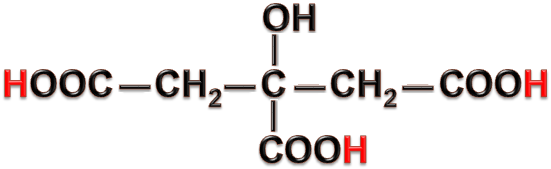 OH
HOOC — CH₂ — C — CH₂ — COOH
COOH